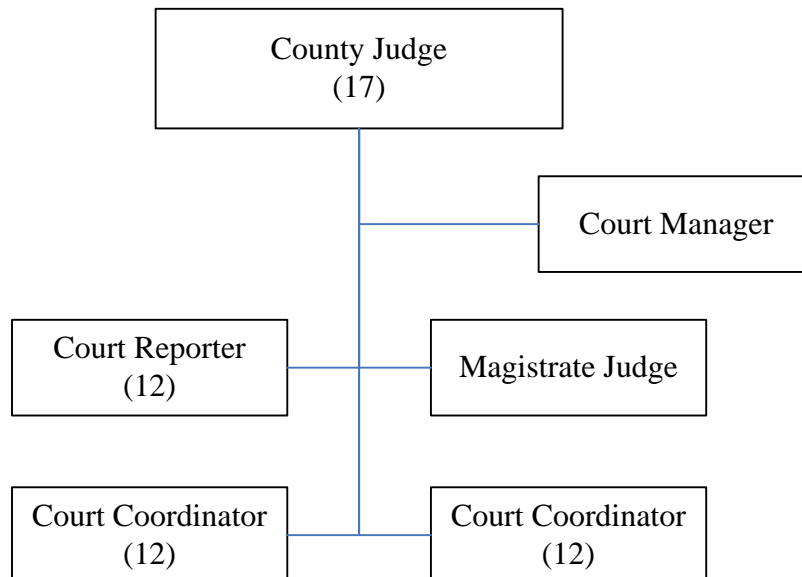 County Judge
(17)
Court Manager
Court Reporter
(12)
Magistrate Judge
Court Coordinator
(12)
Court Coordinator
(12)